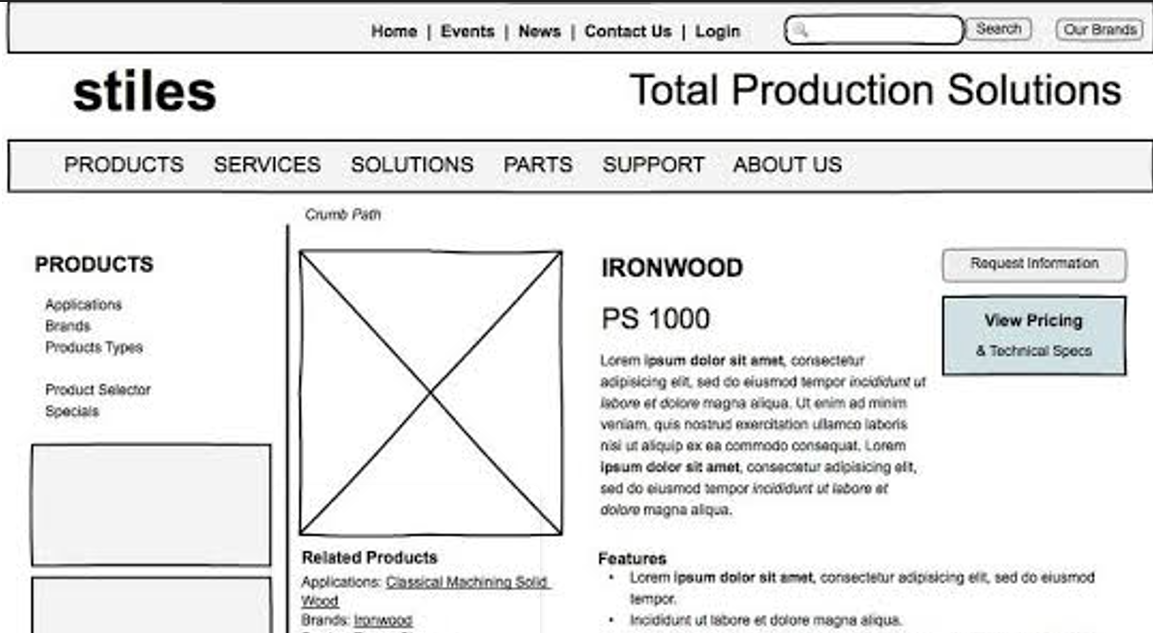 Home | Events | News | Contact Us | Login
Search
Our Brands
stiles
Total Production Solutions
PRODUCTS SERVICES SOLUTIONS PARTS SUPPORT ABOUT US
Crumb Path
PRODUCTS
Applications
Brands
Products Types
Product Selector
Specials
IRONWOOD
PS 1000
Lorem ipsum dolor sit amet, consectetur
adipisicing elit, sed do eiusmod tempor incididunt ut
labore et dolore magna aliqua. Ut enim ad minim
veniam, quis nostrud exercitation ullamco laboris
nisi ut aliquip ex ea commodo consequat. Lorem
ipsum dolor sit amet, consectetur adipisicing elit,
sed do eiusmod tempor incididunt ut labore et
dolore magna aliqua.
Request Information
View Pricing
& Technical Specs
Related Products
Applications: Classical Machining Solid
Wood
Brands: Ironwood
Features
• Lorem ipsum dolor sit amet, consectetur adipisicing elit, sed do eiusmod
tempor.
• Incididunt ut labore et dolore magna aliqua.